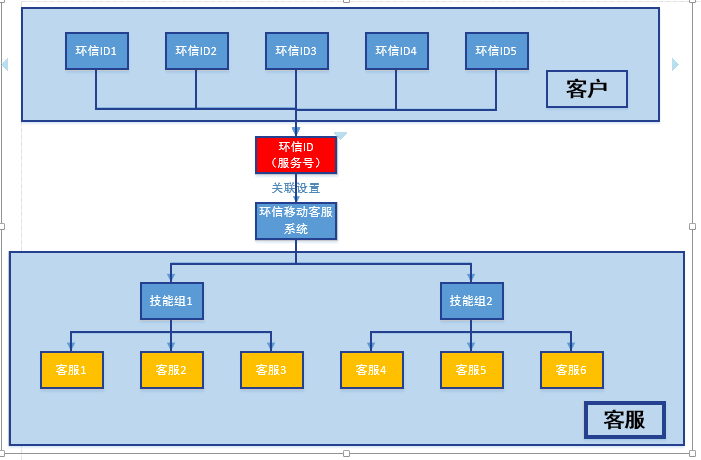 环信ID1
环信ID2
环信ID3
环信ID4
环信ID5
客户
环信ID
（服务号）
关联设置
环信移动客服
系统
技能组1
技能组2
客服1
客服2
客服3
客服4
客服5
客服6
客服